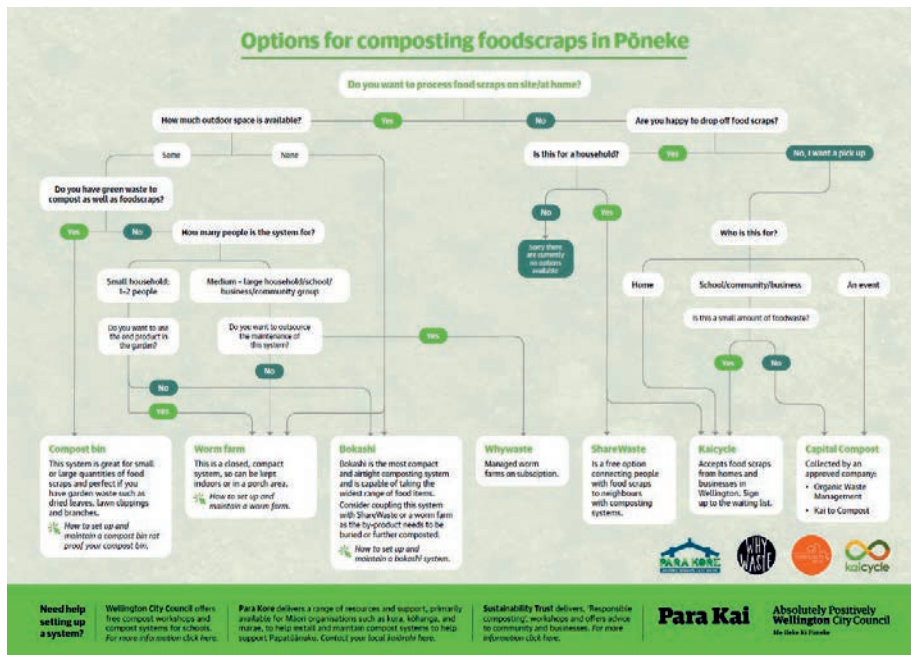 Options for composting foodscraps in Pōneke
Do you want to process food scraps on site/at home?
How much outdoor space is available?
Yes
No
Are you happy to drop off food scraps?
Some
None
Is this for a household?
Yes
No, I want a pick up
Do you have green waste to
compost as well as foodscraps?
Yes
No
How many people is the system for?
No
Yes
Who is this for?
Sorry there
are currently
no options
available
Small household:
1-2 people
Medium – large household/school/
business/community group
Home
School/community/business
An event
Do you want to use
the end product in
the garden?
Do you want to outsource
the maintenance of
this system?
Yes
Is this a small amount of foodwaste?
No
Yes
No
No
Yes
Compost bin
This system is great for small
or large quantities of food
scraps and perfect if you
have garden waste such as
dried leaves, lawn clippings
and branches.
How to set up and
maintain a compost bin rat
proof your compost bin.
Worm farm
This is a closed, compact
system, so can be kept
indoors or in a porch area.
How to set up and
maintain a worm farm.
Bokashi
Bokashi is the most compact
and airtight composting system
and is capable of taking the
widest range of food items.
Consider coupling this system
with ShareWaste or a worm farm
as the by-product needs to be
buried or further composted.
How to set up and
maintain a bokashi system.
Whywaste
Managed worm
farms on subscription.
ShareWaste
Is a free option
connecting people
with food scraps
to neighbours
with composting
systems.
Kaicycle
Accepts food scraps
from homes and
businesses in
Wellington. Sign
up to the waiting list.
Capital Compost
Collected by an
approved company:
• Organic Waste
Management
• Kai to Compost
PARA KORE
WHY
WASTE
kaicycle
Need help
setting up
a system?
Wellington City Council offers
free compost workshops and
compost systems for schools.
For more information click here.
Para Kore delivers a range of resources and support, primarily
available for Māori organisations such as kura, kōhanga, and
marae, to help install and maintain compost systems to help
support Papatūānuku. Contact your local kaiārahi here.
Sustainability Trust delivers, 'Responsible
composting', workshops and offers advice
to community and businesses. For more
information click here.
Para Kai
Absolutely Positively
Wellington City Council
Me Heke Ki Pōneke